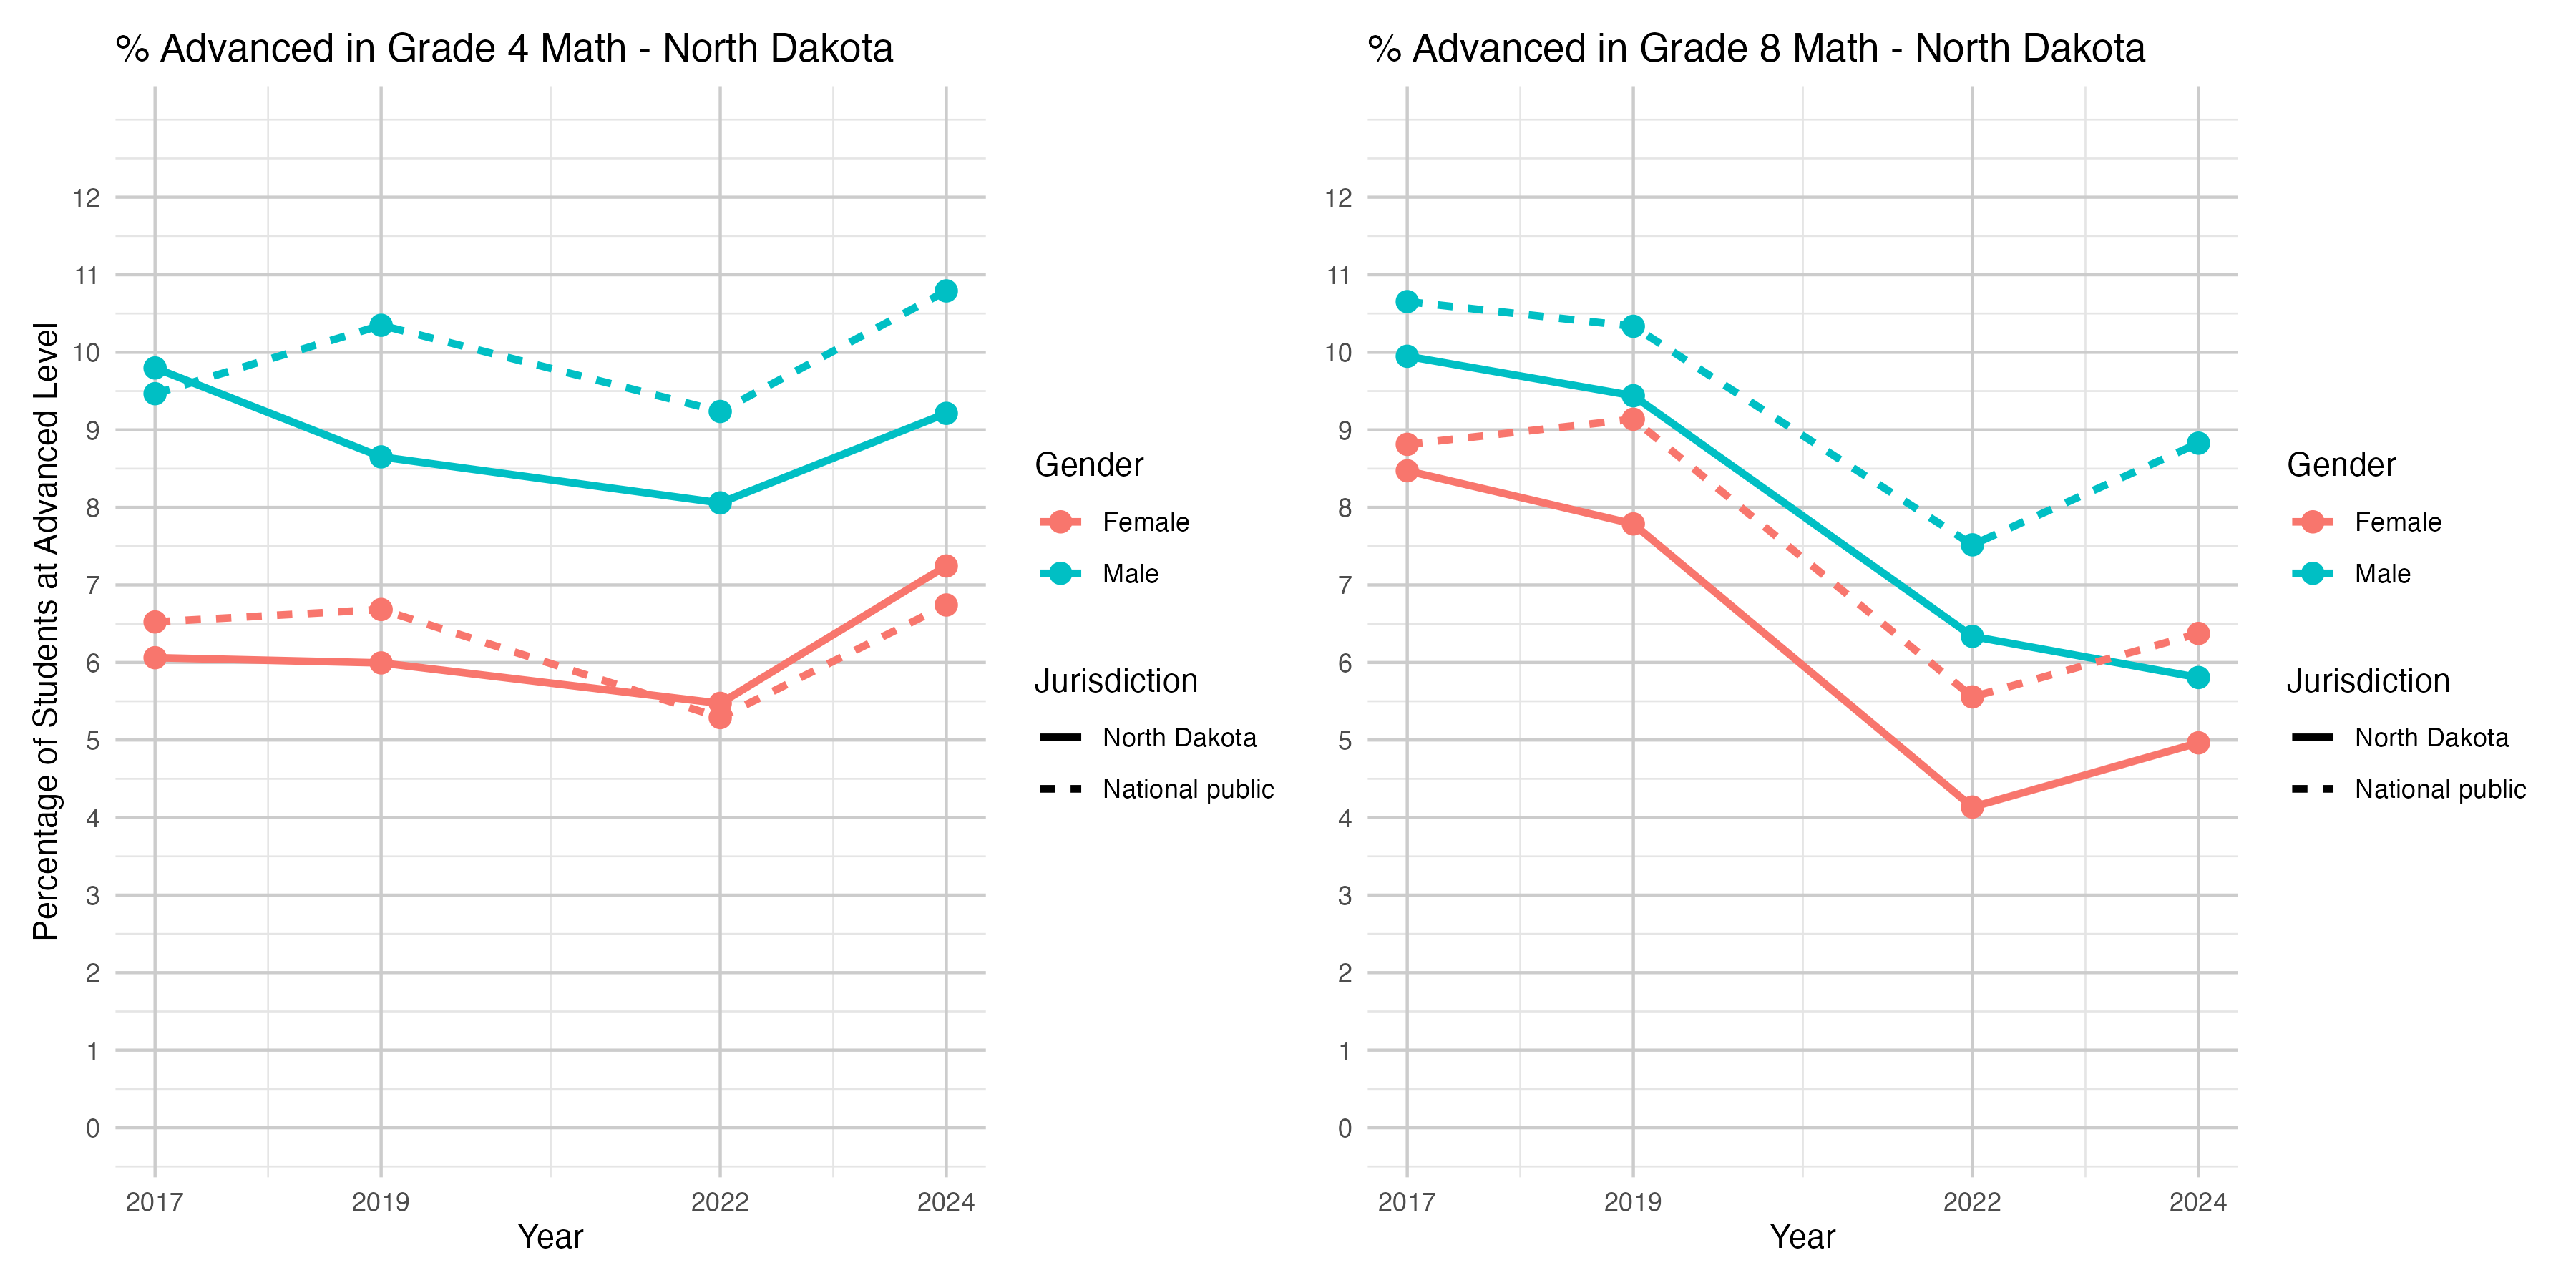 % Advanced in Grade 4 Math - North Dakota
Percentage of Students at Advanced Level
12
11
10
9
8
7
6
5
4
3
2
1
0
2017 2019 2022 2024
Year
Gender
Female
Male
Jurisdiction
North Dakota
National public
% Advanced in Grade 8 Math - North Dakota
12
11
10
9
8
7
6
5
4
3
2
1
0
2017 2019 2022 2024
Year
Gender
Female
Male
Jurisdiction
North Dakota
National public